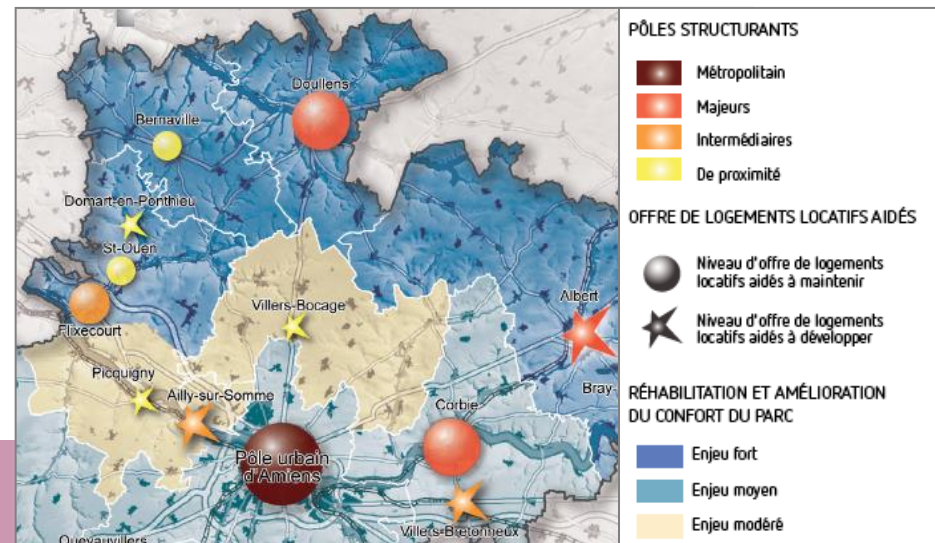 Doullens
Bernaville
Domart-en-Ponthieu
St-Ouen
Flixecourt
Villers-Bocage
Albert
Picquigny
Ailly-sur-Somme
Bray
Corbie
Pôle urbain
d'Amiens
Villers-Bretonneux
Quevauvillers
PÔLES STRUCTURANTS
Métropolitain
Majeurs
Intermédiaires
De proximité
OFFRE DE LOGEMENTS LOCATIFS AIDÉS
Niveau d'offre de logements
locatifs aidés à maintenir
Niveau d'offre de logements
locatifs aidés à développer
RÉHABILITATION ET AMÉLIORATION
DU CONFORT DU PARC
Enjeu fort
Enjeu moyen
Enjeu modéré